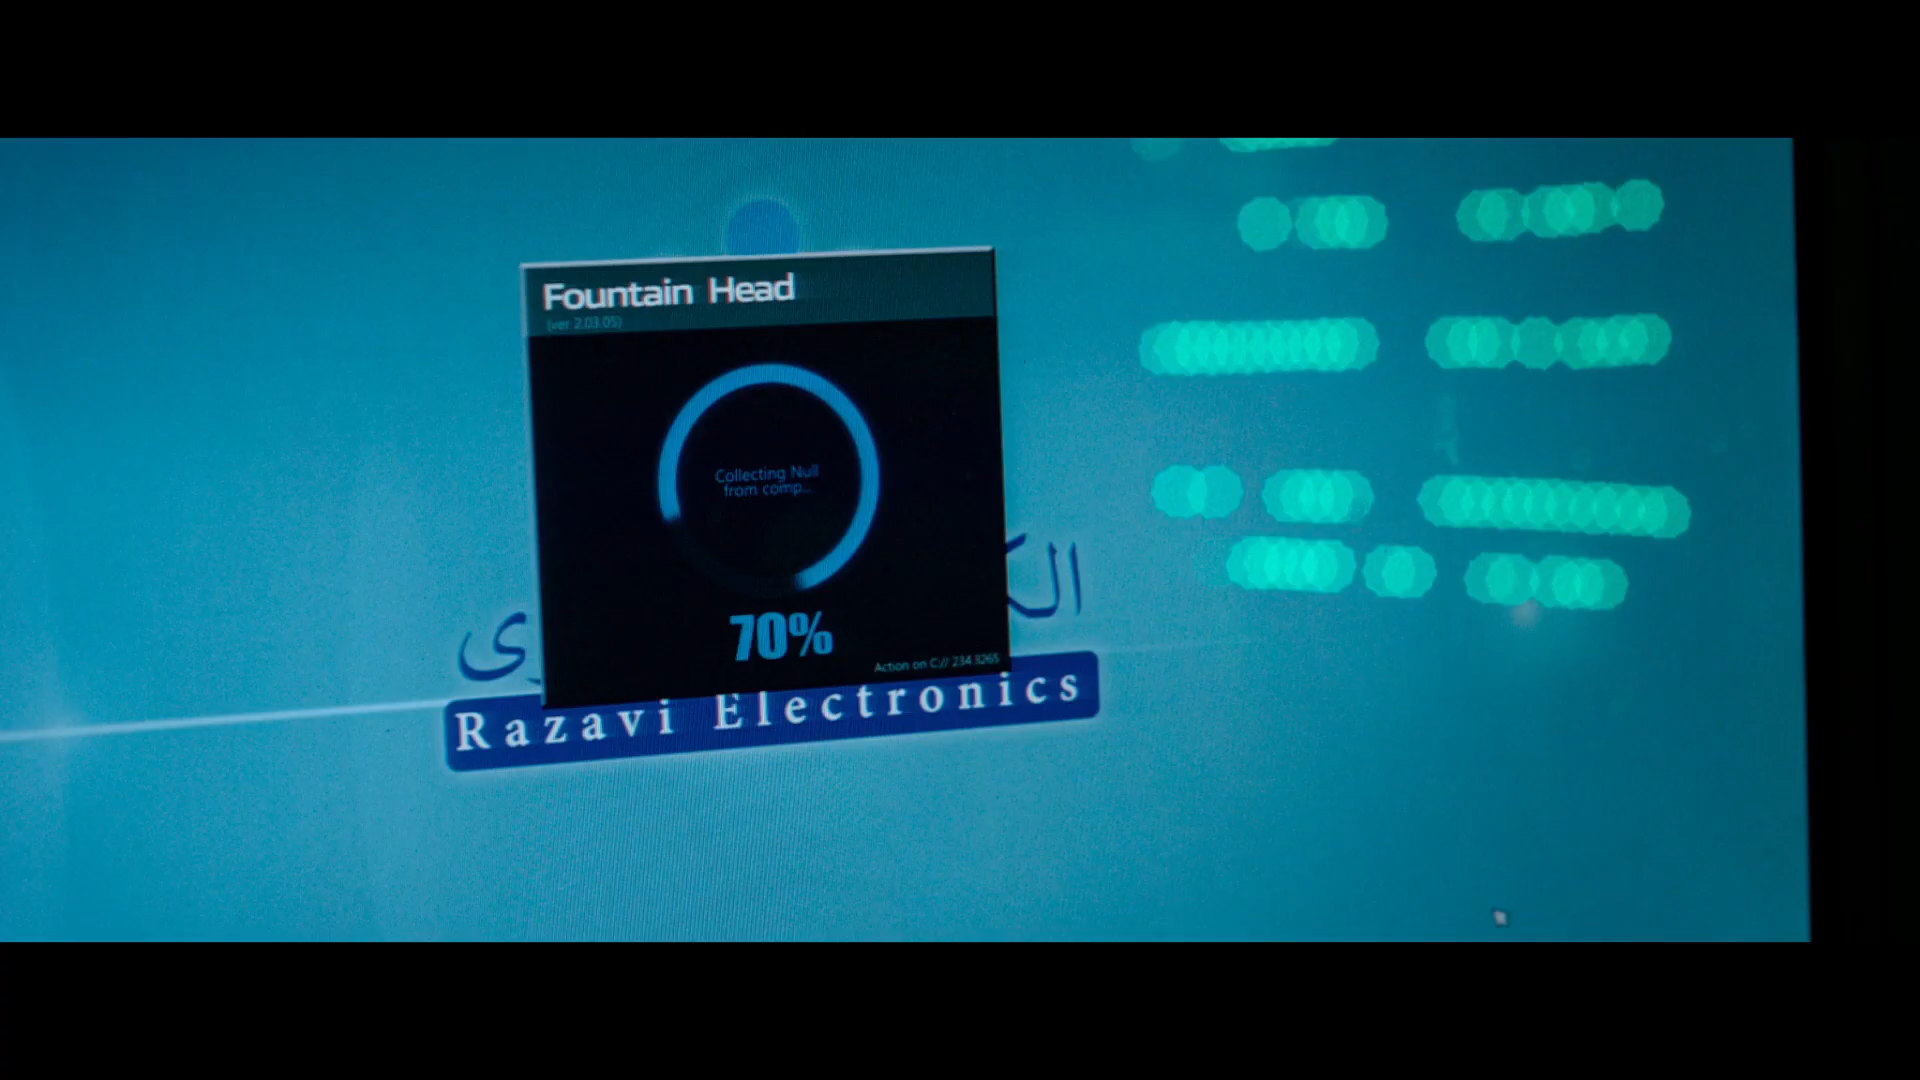 Fountain Head
(ver 2.03.05)
Collecting Null
from comp...
70%
Action on C:// 234.3265
Razavi Electronics